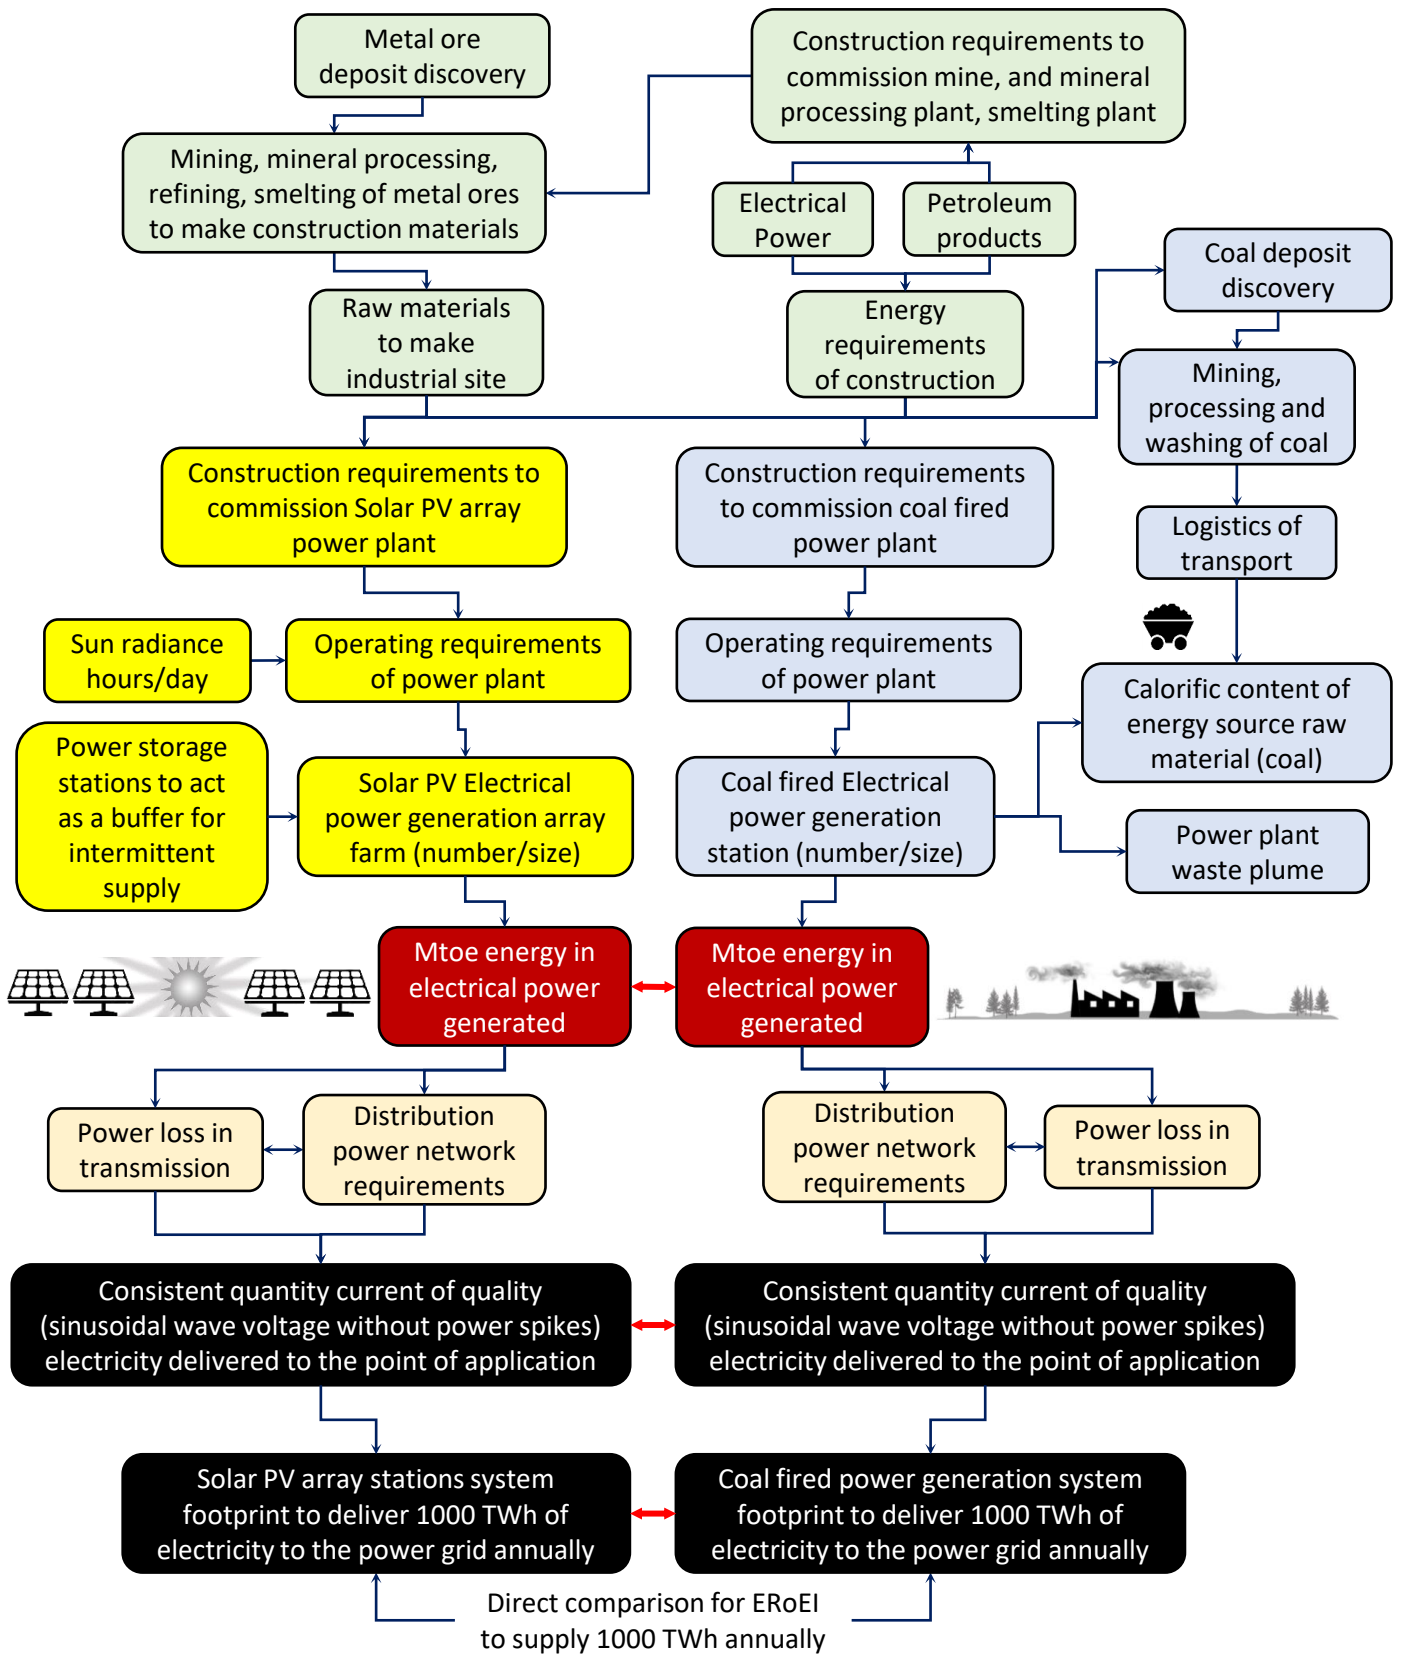 Metal ore
deposit discovery
Construction requirements to
commission mine, and mineral
processing plant, smelting plant
Mining, mineral processing,
refining, smelting of metal ores
to make construction materials
Electrical
Power
Petroleum
products
Coal deposit
discovery
Raw materials
to make
industrial site
Energy
requirements
of construction
Mining,
processing and
washing of coal
Construction requirements to
commission Solar PV array
power plant
Construction requirements
to commission coal fired
power plant
Logistics of
transport
Sun radiance
hours/day
Operating requirements
of power plant
Operating requirements
of power plant
Calorific content of
energy source raw
material (coal)
Power storage
stations to act
as a buffer for
intermittent
supply
Solar PV Electrical
power generation array
farm (number/size)
Coal fired Electrical
power generation
station (number/size)
Power plant
waste plume
Mtoe energy in
electrical power
generated
Mtoe energy in
electrical power
generated
Power loss in
transmission
Distribution
power network
requirements
Distribution
power network
requirements
Power loss in
transmission
Consistent quantity current of quality
(sinusoidal wave voltage without power spikes)
electricity delivered to the point of application
Consistent quantity current of quality
(sinusoidal wave voltage without power spikes)
electricity delivered to the point of application
Solar PV array stations system
footprint to deliver 1000 TWh of
electricity to the power grid annually
Coal fired power generation system
footprint to deliver 1000 TWh of
electricity to the power grid annually
Direct comparison for ERoEI
to supply 1000 TWh annually